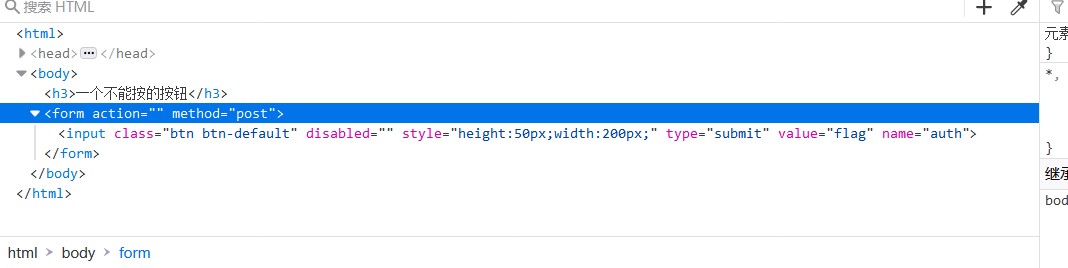 搜索 HTML
<html>
<head>···</head>
<body>
<h3>一个不能按的按钮</h3>
<form action="" method="post">
<input class="btn btn-default" disabled="" style="height:50px;width:200px;" type="submit" value="flag" name="auth">
</form>
</body>
</html>
html > body > form
元素
}
*,
}
继承
bod